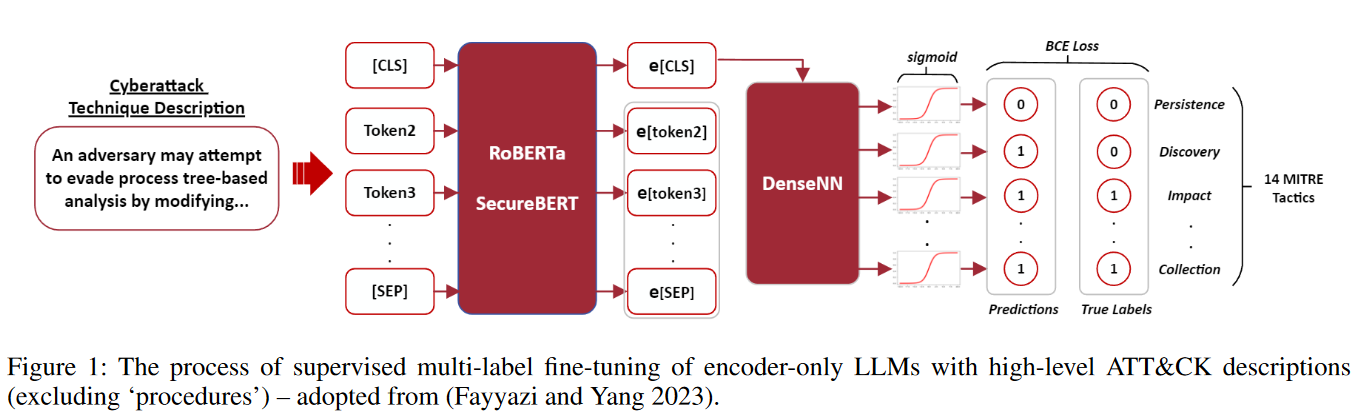 Cyberattack
Technique Description
An adversary may attempt
to evade process tree-based
analysis by modifying...
[CLS]
Token2
Token3
[SEP]
RoBERTa
SecureBERT
e[CLS]
e[token2]
e[token3]
e[SEP]
DenseNN
sigmoid
BCE Loss
0 0 Persistence
1 0 Discovery
1 1 Impact
1 1 Collection
Predictions True Labels
14 MITRE
Tactics
Figure 1: The process of supervised multi-label fine-tuning of encoder-only LLMs with high-level ATT&CK descriptions
(excluding ‘procedures’) – adopted from (Fayyazi and Yang 2023).